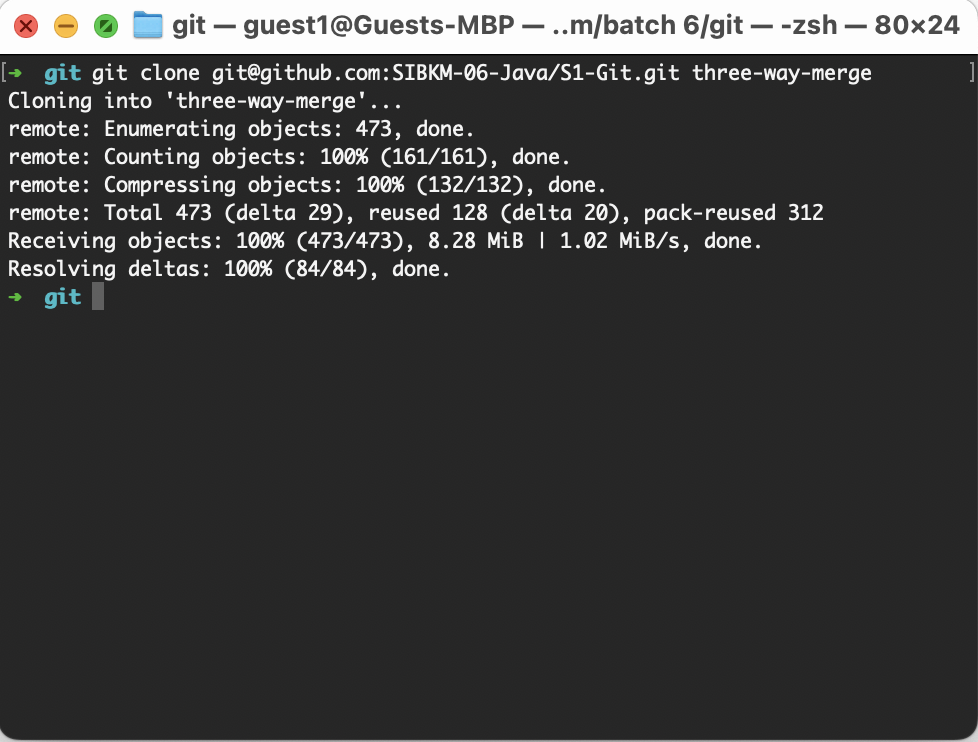 git — guest1@Guests-MBP — ..m/batch 6/git — -zsh — 80×24
[➜  git git clone git@github.com:SIBKM-06-Java/S1-Git.git three-way-merge ]
Cloning into 'three-way-merge'...
remote: Enumerating objects: 473, done.
remote: Counting objects: 100% (161/161), done.
remote: Compressing objects: 100% (132/132), done.
remote: Total 473 (delta 29), reused 128 (delta 20), pack-reused 312
Receiving objects: 100% (473/473), 8.28 MiB | 1.02 MiB/s, done.
Resolving deltas: 100% (84/84), done.
➜  git